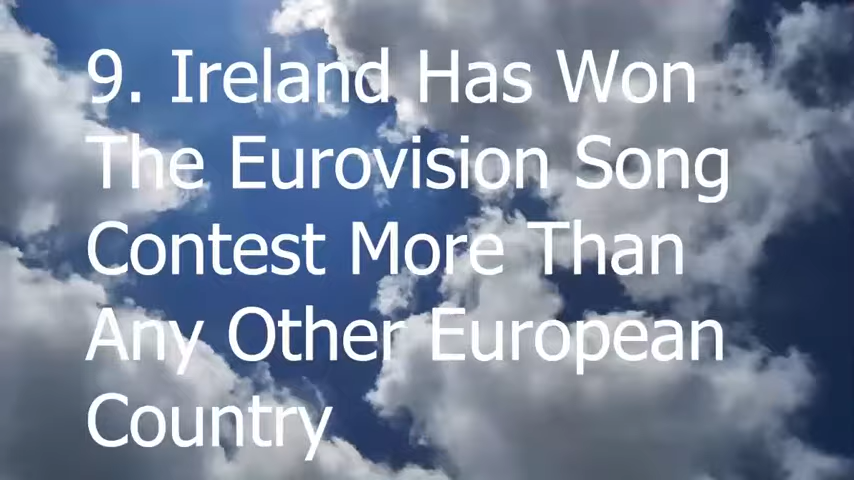 9. Ireland Has Won
The Eurovision Song
Contest More Than
Any Other European
Country